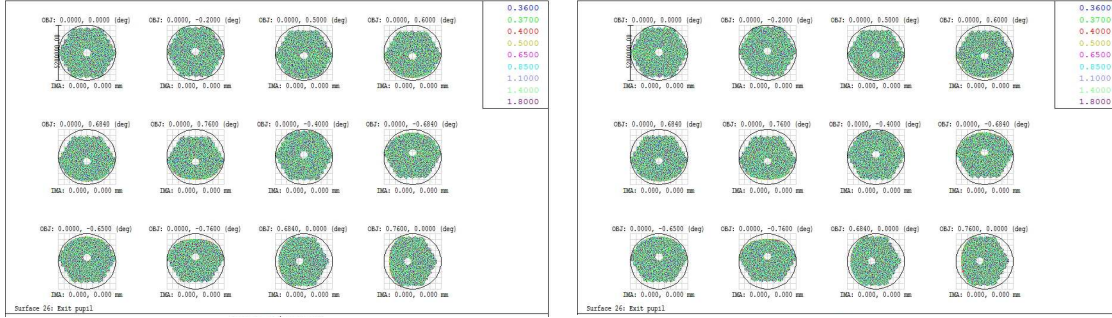 0.3600
0.3700
0.4000
0.5000
0.6500
0.8500
1.1000
1.4000
1.8000
OBJ: 0.0000, 0.0000 (deg) OBJ: 0.0000, -0.2000 (deg) OBJ: 0.0000, 0.5000 (deg) OBJ: 0.0000, 0.6000 (deg)
IMA: 0.000, 0.000 mm IMA: 0.000, 0.000 mm IMA: 0.000, 0.000 mm IMA: 0.000, 0.000 mm
OBJ: 0.0000, 0.6840 (deg) OBJ: 0.0000, 0.7600 (deg) OBJ: 0.0000, -0.4000 (deg) OBJ: 0.0000, -0.6840 (deg)
IMA: 0.000, 0.000 mm IMA: 0.000, 0.000 mm IMA: 0.000, 0.000 mm IMA: 0.000, 0.000 mm
OBJ: 0.0000, -0.6500 (deg) OBJ: 0.0000, -0.7600 (deg) OBJ: 0.6840, 0.0000 (deg) OBJ: 0.7600, 0.0000 (deg)
IMA: 0.000, 0.000 mm IMA: 0.000, 0.000 mm IMA: 0.000, 0.000 mm IMA: 0.000, 0.000 mm
Surface 26: Exit pupil
0.3600
0.3700
0.4000
0.5000
0.6500
0.8500
1.1000
1.4000
1.8000
OBJ: 0.0000, 0.0000 (deg) OBJ: 0.0000, -0.2000 (deg) OBJ: 0.0000, 0.5000 (deg) OBJ: 0.0000, 0.6000 (deg)
IMA: 0.000, 0.000 mm IMA: 0.000, 0.000 mm IMA: 0.000, 0.000 mm IMA: 0.000, 0.000 mm
OBJ: 0.0000, 0.6840 (deg) OBJ: 0.0000, 0.7600 (deg) OBJ: 0.0000, -0.4000 (deg) OBJ: 0.0000, -0.6840 (deg)
IMA: 0.000, 0.000 mm IMA: 0.000, 0.000 mm IMA: 0.000, 0.000 mm IMA: 0.000, 0.000 mm
OBJ: 0.0000, -0.6500 (deg) OBJ: 0.0000, -0.7600 (deg) OBJ: 0.6840, 0.0000 (deg) OBJ: 0.7600, 0.0000 (deg)
IMA: 0.000, 0.000 mm IMA: 0.000, 0.000 mm IMA: 0.000, 0.000 mm IMA: 0.000, 0.000 mm
Surface 26: Exit pupil